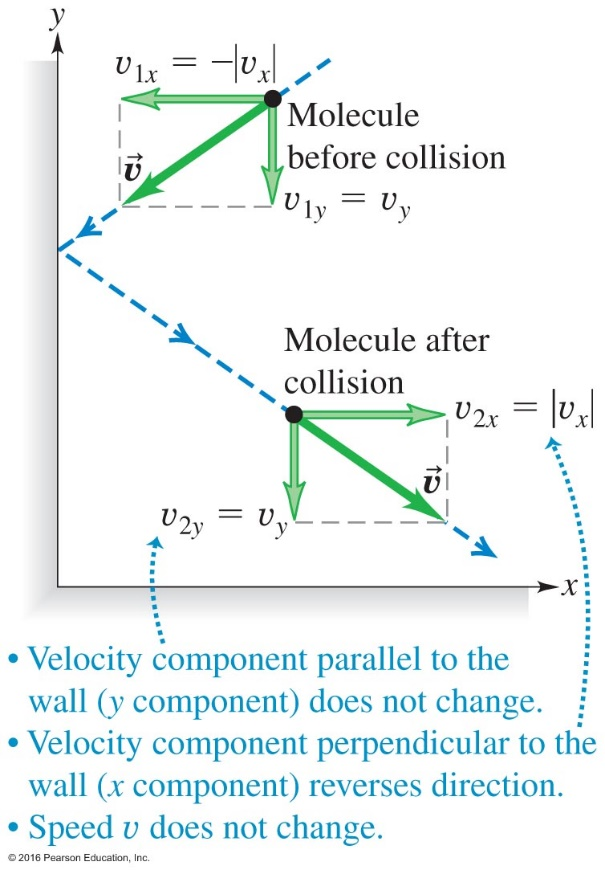 y
v₁ₓ = −|vₓ|
Molecule
before collision
v⃗
v₁y = vy
Molecule after
collision
v₂ₓ = |vₓ|
v⃗
v₂y = vy
x
• Velocity component parallel to the
wall (y component) does not change.
• Velocity component perpendicular to the
wall (x component) reverses direction.
• Speed v does not change.
© 2016 Pearson Education, Inc.